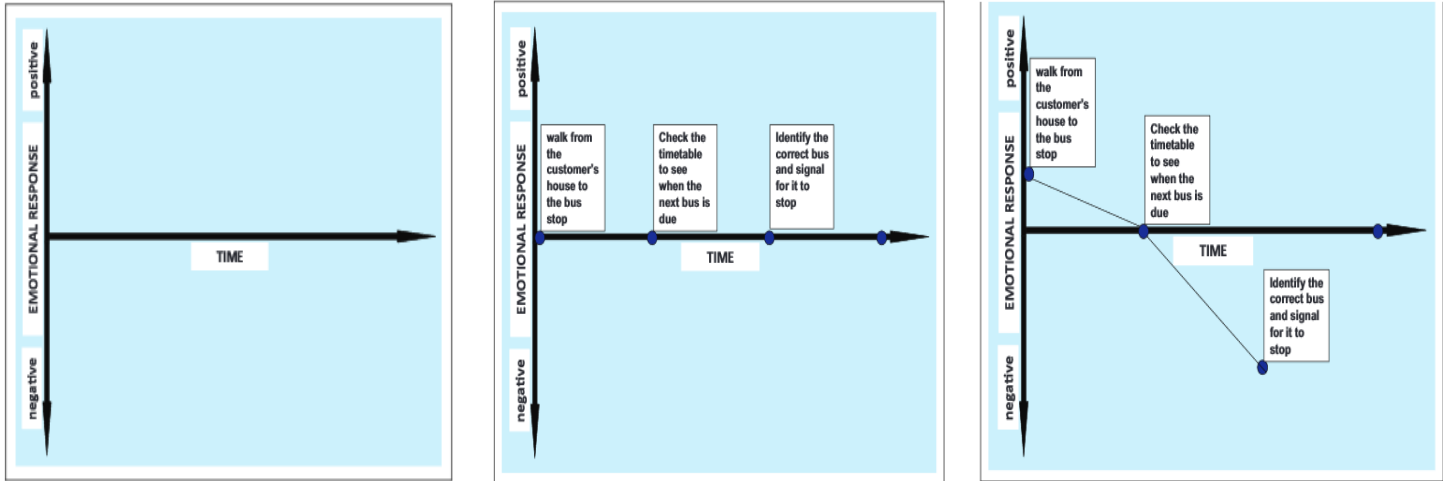 positive
EMOTIONAL RESPONSE
negative
TIME
positive
EMOTIONAL RESPONSE
negative
walk from
the
customer's
house to
the bus
stop
Check the
timetable
to see
when the
next bus is
due
Identify the
correct bus
and signal
for it to
stop
TIME
positive
EMOTIONAL RESPONSE
negative
walk from
the
customer's
house to
the bus
stop
Check the
timetable
to see
when the
next bus is
due
TIME
Identify the
correct bus
and signal
for it to
stop